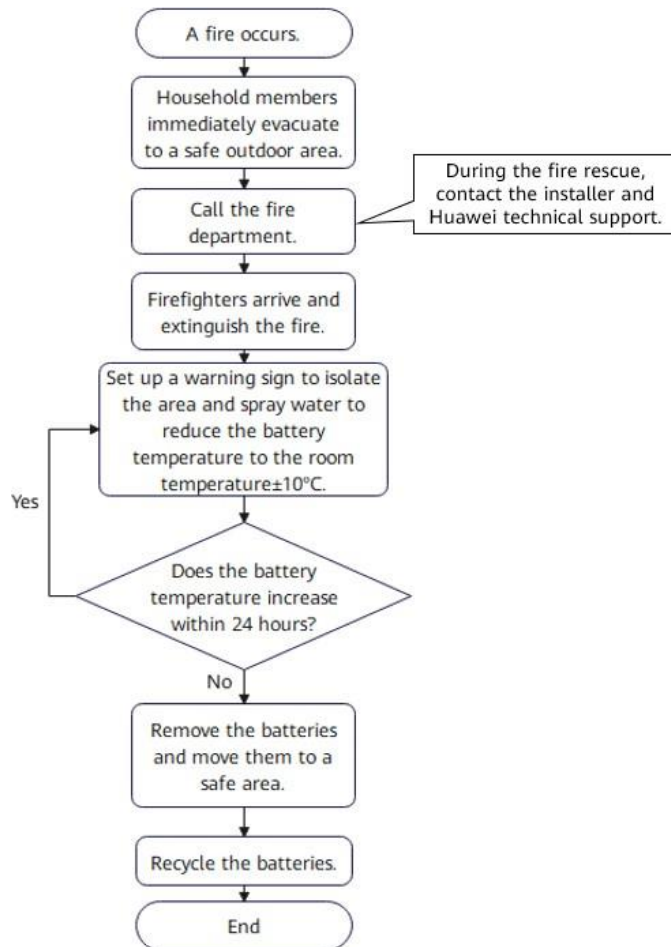 A fire occurs.
Household members
immediately evacuate
to a safe outdoor area.
During the fire rescue,
contact the installer and
Huawei technical support.
Call the fire
department.
Firefighters arrive and
extinguish the fire.
Set up a warning sign to isolate
the area and spray water to
reduce the battery
temperature to the room
temperature±10°C.
Yes
Does the battery
temperature increase
within 24 hours?
No
Remove the batteries
and move them to a
safe area.
Recycle the batteries.
End